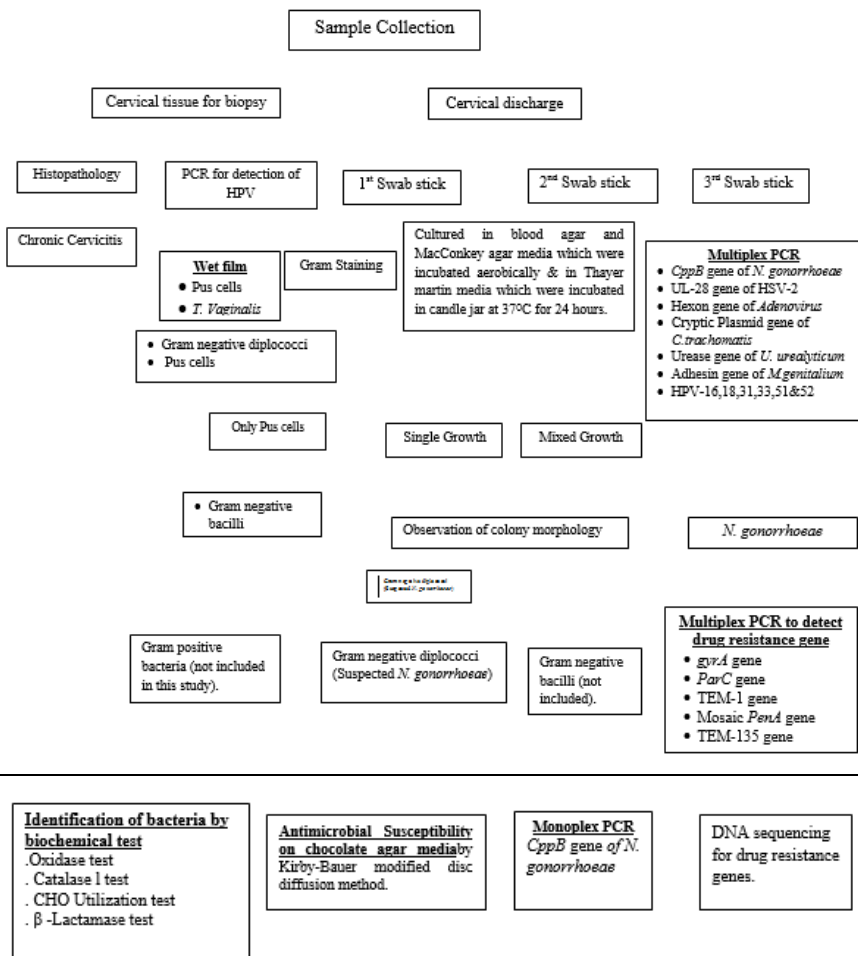 Sample Collection
Cervical tissue for biopsy
Cervical discharge
Histopathology
PCR for detection of
HPV
1st Swab stick
2nd Swab stick
3rd Swab stick
Chronic Cervicitis
Wet film
• Pus cells
• T. Vaginalis
Gram Staining
Cultured in blood agar and
MacConkey agar media which were
incubated aerobically & in Thayer
martin media which were incubated
in candle jar at 37⁰C for 24 hours.
Multiplex PCR
• CppB gene of N. gonorrhoeae
• UL-28 gene of HSV-2
• Hexon gene of Adenovirus
• Cryptic Plasmid gene of
C.trachomatis
• Urease gene of U. urealyticum
• Adhesin gene of M.genitalium
• HPV-16,18,31,33,51&52
• Gram negative diplococci
• Pus cells
Only Pus cells
Single Growth
Mixed Growth
• Gram negative
bacilli
Observation of colony morphology
N. gonorrhoeae
Gram positive
bacteria (not included
in this study).
Gram negative diplococci
(Suspected N. gonorrhoeae)
Gram negative
bacilli (not
included).
Multiplex PCR to detect
drug resistance gene
• gyrA gene
• ParC gene
• TEM-1 gene
• Mosaic PenA gene
• TEM-135 gene
Identification of bacteria by
biochemical test
.Oxidase test
. Catalase l test
. CHO Utilization test
. β -Lactamase test
Antimicrobial Susceptibility
on chocolate agar mediaby
Kirby-Bauer modified disc
diffusion method.
Monoplex PCR
CppB gene of N.
gonorrhoeae
DNA sequencing
for drug resistance
genes.